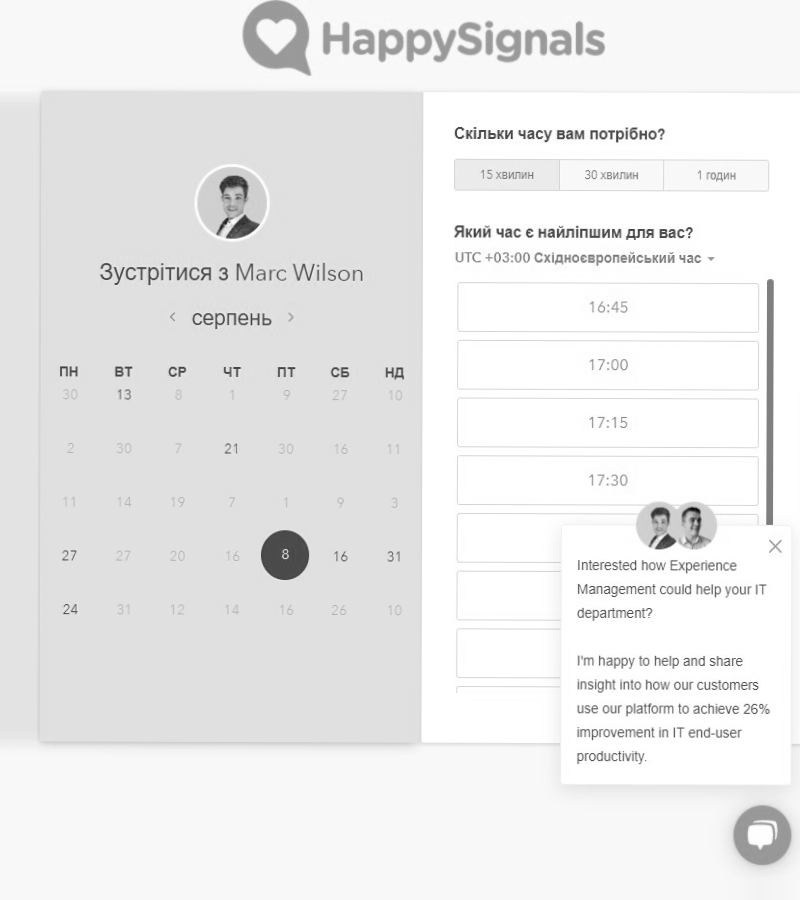 HappySignals
Зустрітися з Marc Wilson
серпень
ПН ВТ СР ЧТ ПТ СБ НД
30 13 8 1 9 27 10
2 30 7 21 30 16 11
11 14 19 7 1 9 3
27 27 20 16 8 16 31
24 31 12 14 16 26 10
Скільки часу вам потрібно?
15 хвилин 30 хвилин 1 годин
Який час є найліпшим для вас?
UTC +03:00 Східноєвропейський час
16:45
17:00
17:15
17:30
Interested how Experience
Management could help your IT
department?
I'm happy to help and share
insight into how our customers
use our platform to achieve 26%
improvement in IT end-user
productivity.